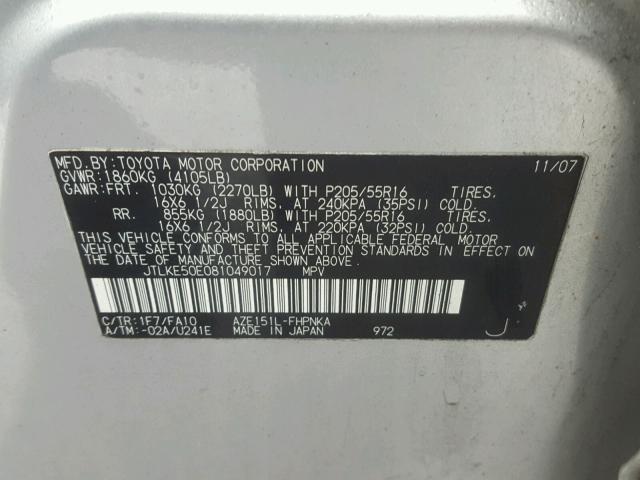 MFD.BY:TOYOTA MOTOR CORPORATION 11/07
GVWR:1860KG (4105LB)
GAWR:FRT. 1030KG (2270LB) WITH P205/55R16 TIRES,
16X6 1/2J RIMS, AT 240KPA (35PSI) COLD.
RR. 855KG (1880LB) WITH P205/55R16 TIRES,
16X6 1/2J RIMS, AT 220KPA (32PSI) COLD.
THIS VEHICLE CONFORMS TO ALL APPLICABLE FEDERAL MOTOR
VEHICLE SAFETY AND THEFT PREVENTION STANDARDS IN EFFECT ON
THE DATE OF MANUFACTURE SHOWN ABOVE.
JTLKE50E081049017 MPV
C/TR:1F7/FA10 AZE151L-FHPNKA
A/TM:-02A/U241E MADE IN JAPAN 972 J